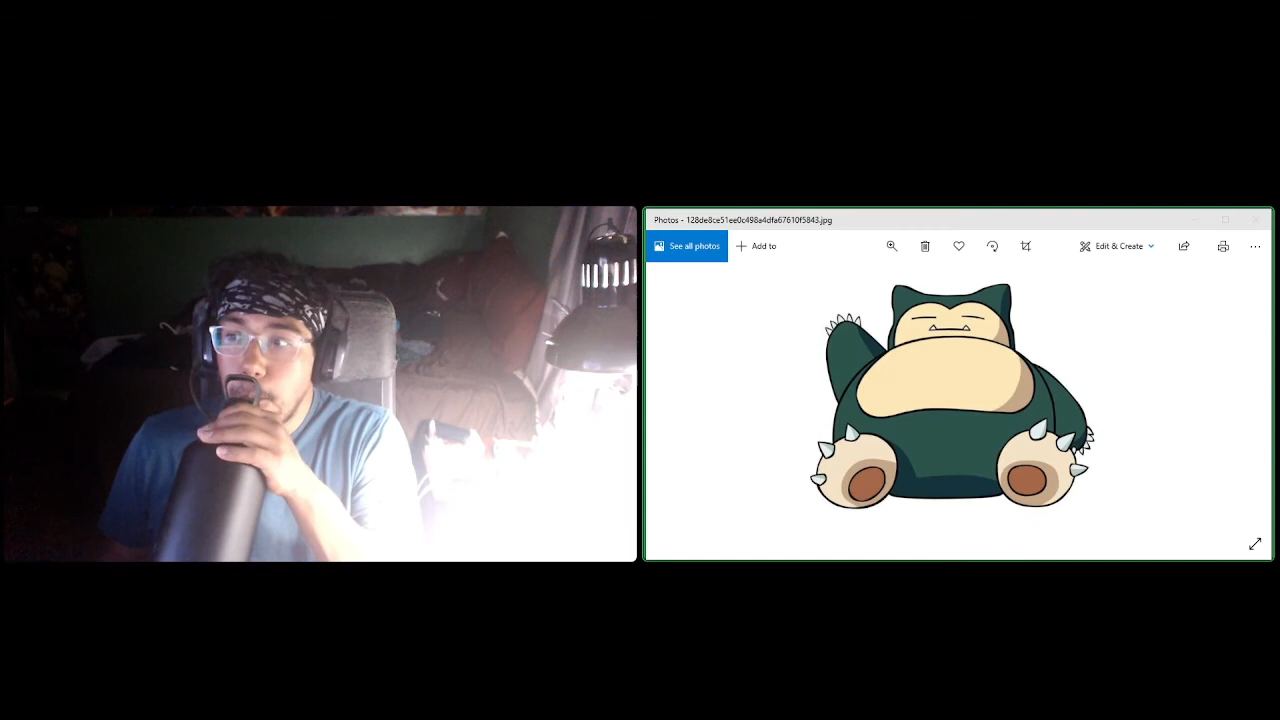 Photos - 128de8ce51ee0c498a4dfa67610f5843.jpg
See all photos
Add to
Edit & Create